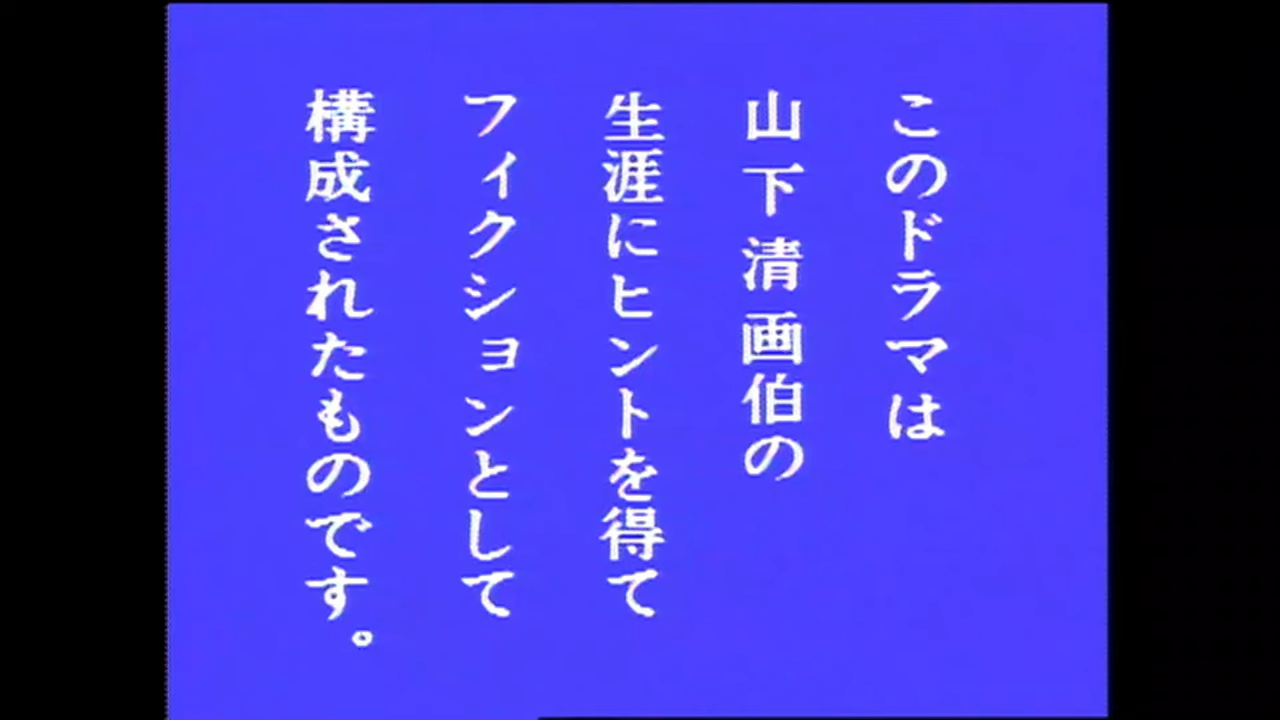 このドラマは
山下清画伯の
生涯にヒントを得て
フィクションとして
構成されたものです。